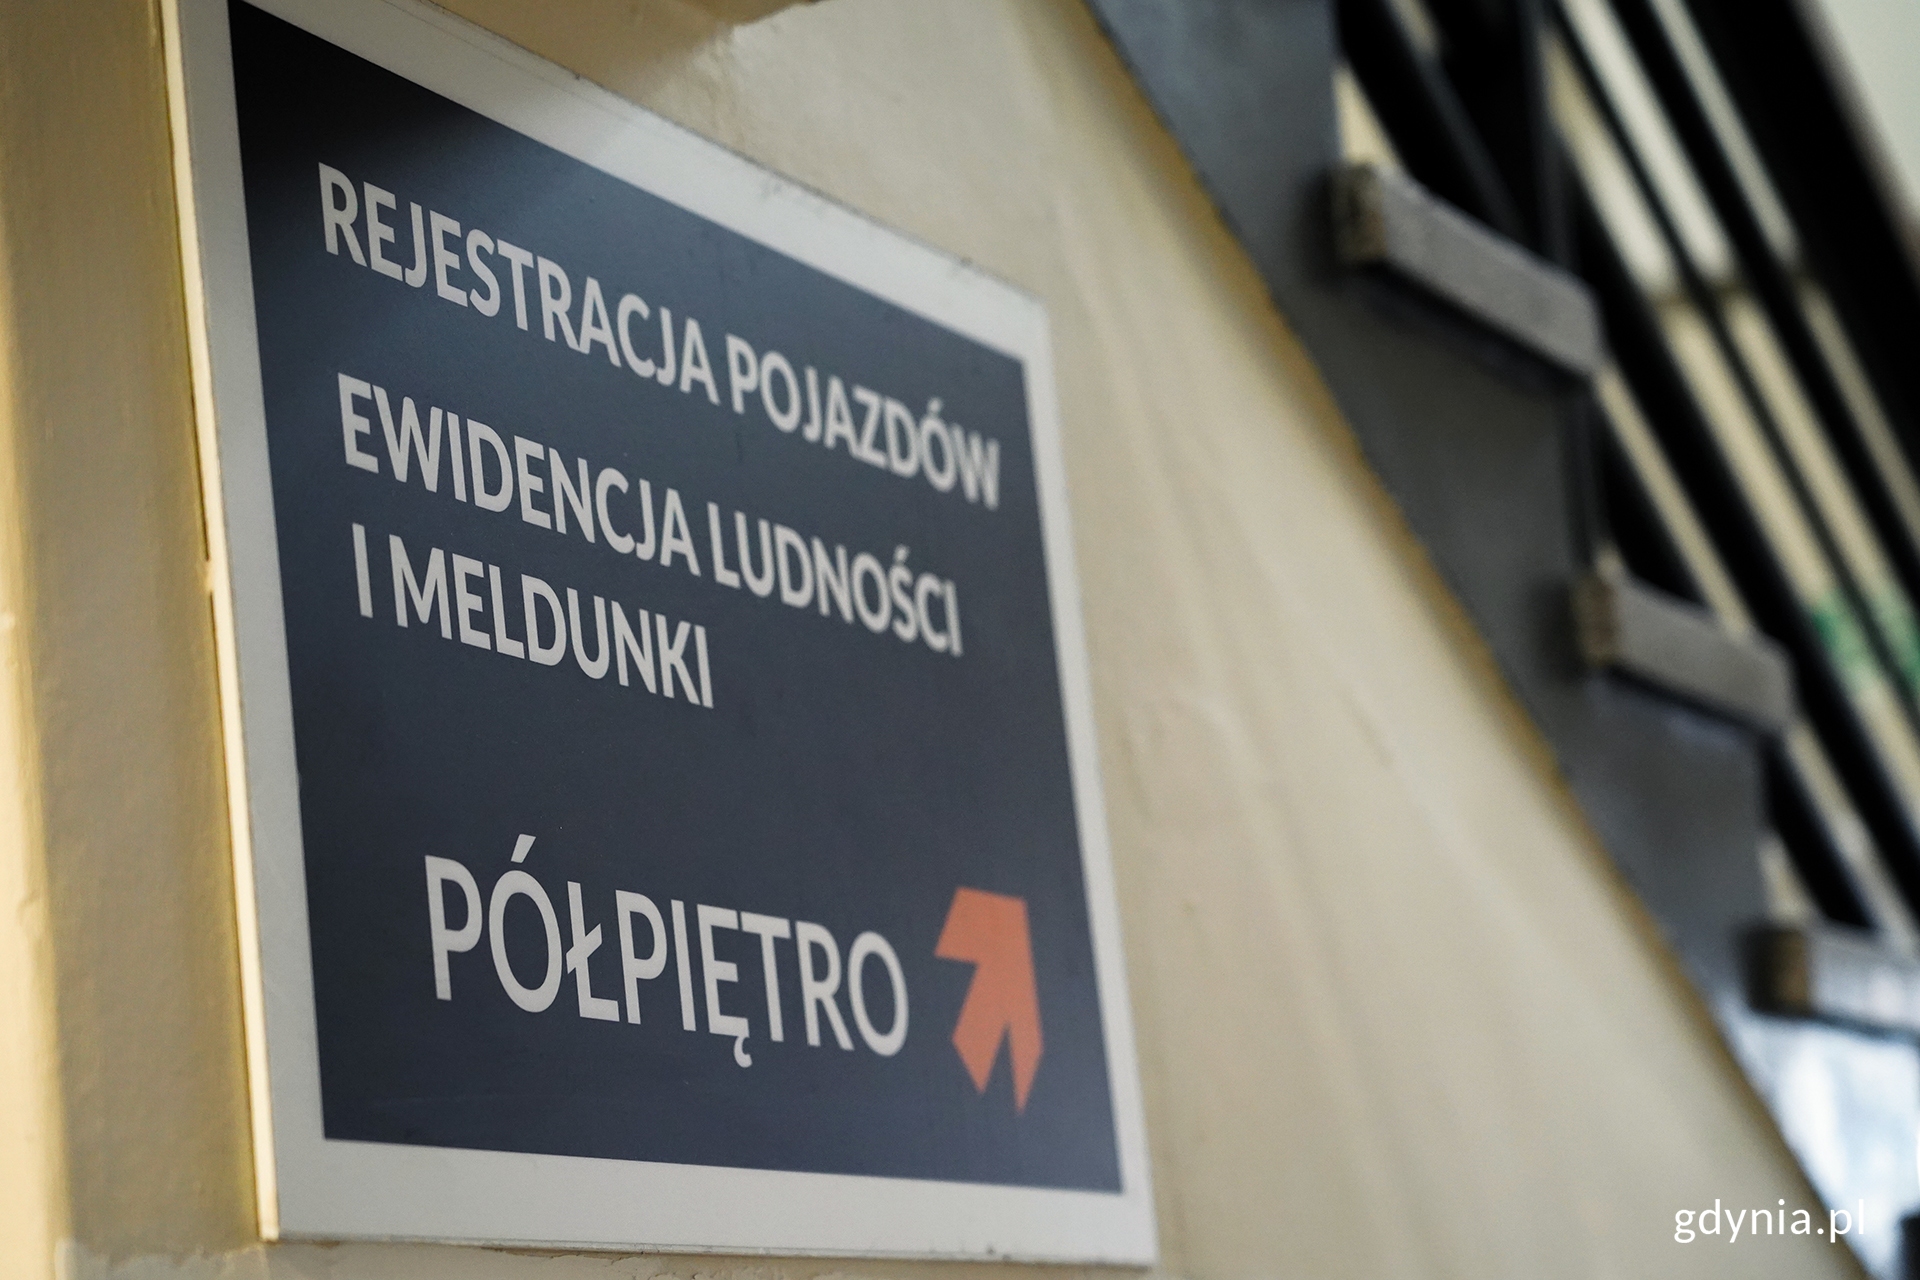 REJESTRACJA POJAZDÓW
EWIDENCJA LUDNOŚCI
I MELDUNKI
PÓŁPIĘTRO
gdynia.pl